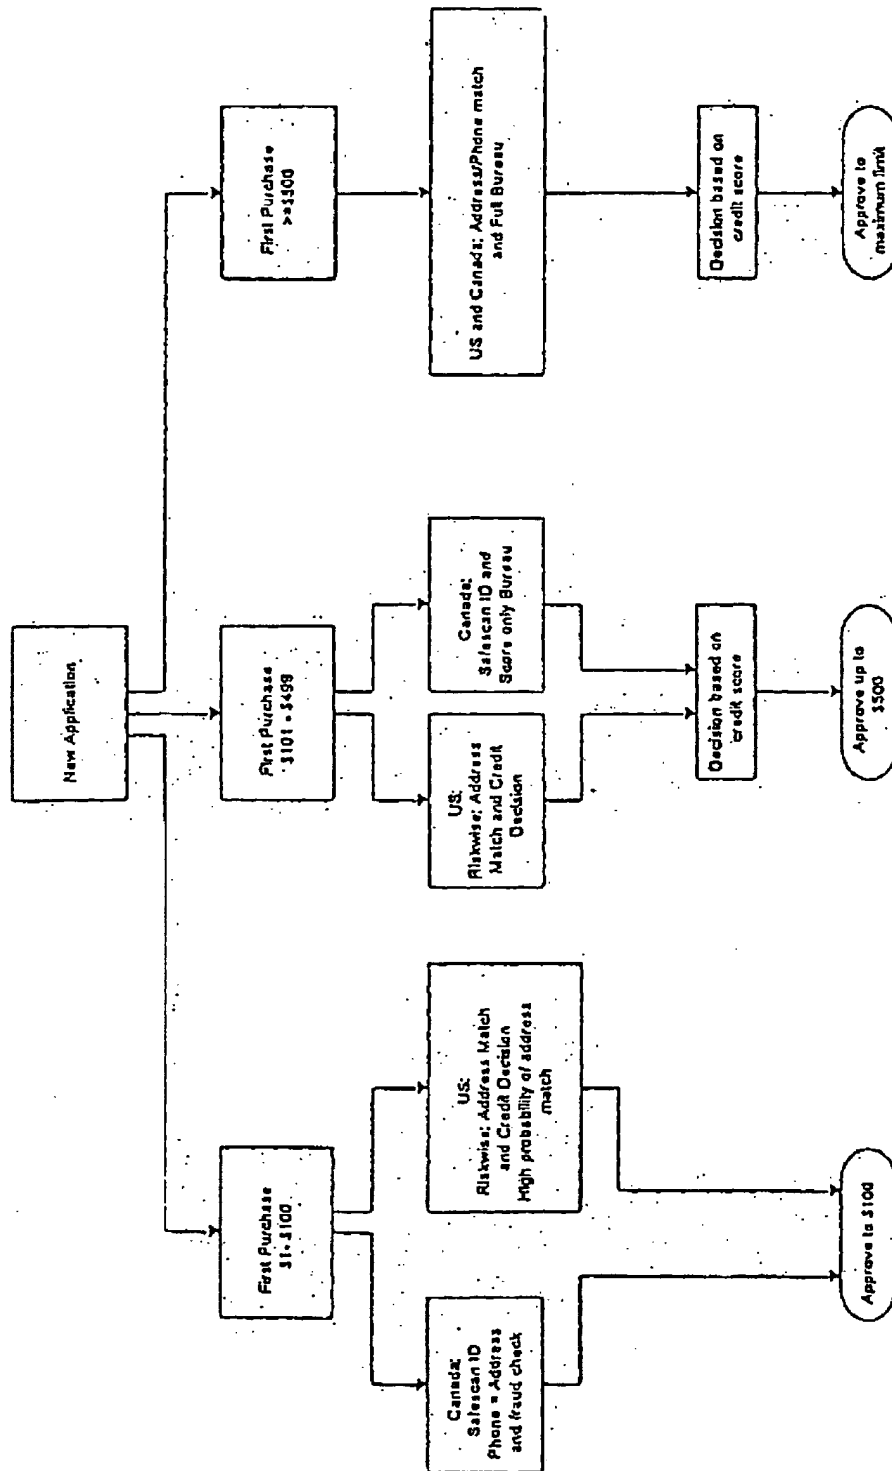 New Application
First Purchase
$1 - $100
First Purchase
$101 - $499
First Purchase
>=$500
Canada:
Salescan ID
Phone = Address
and fraud check
US:
Riskwise; Address Match
and Credit Decision
High probability of address
match
US:
Riskwise; Address
Match and Credit
Decision
Canada:
Salescan ID and
Score only Bureau
US and Canada; Address/Phone match
and Full Bureau
Decision based on
credit score
Decision based on
credit score
Approve to $100
Approve up to
$500
Approve to
maximum limit